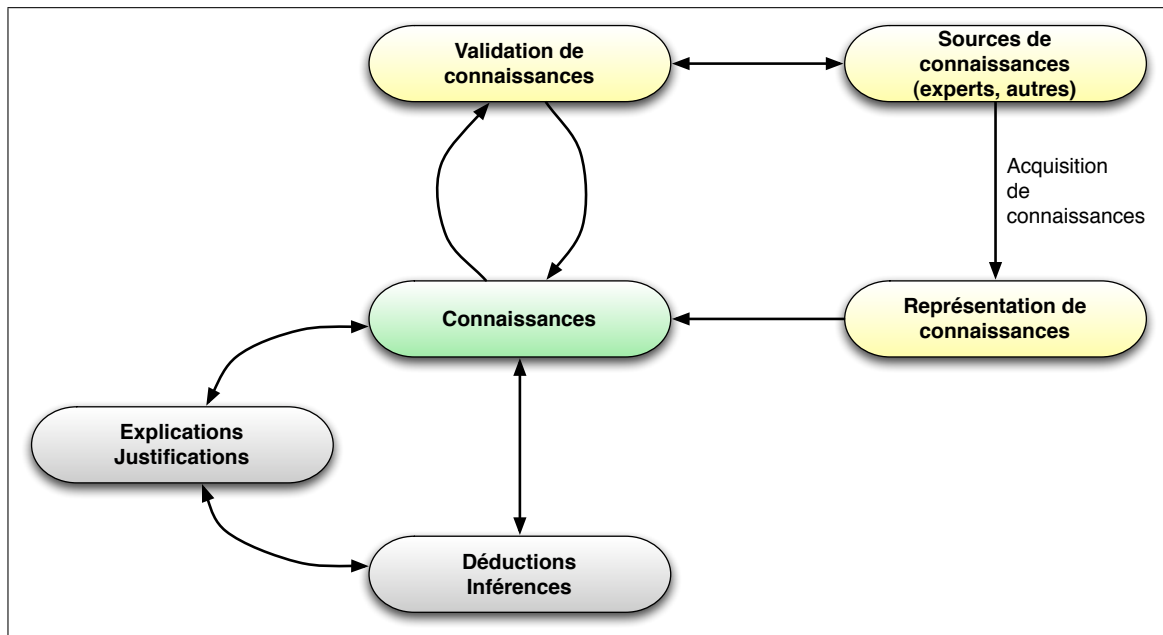 Validation de
connaissances
Sources de
connaissances
(experts, autres)
Acquisition
de
connaissances
Connaissances
Représentation de
connaissances
Explications
Justifications
Déductions
Inférences